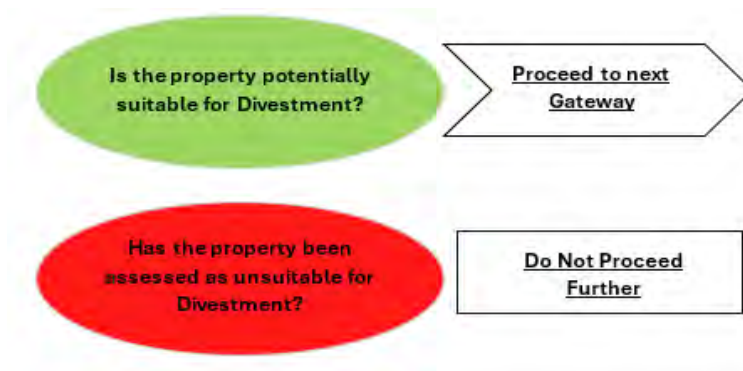 Is the property potentially
suitable for Divestment?
Proceed to next
Gateway
Has the property been
assessed as unsuitable for
Divestment?
Do Not Proceed
Further